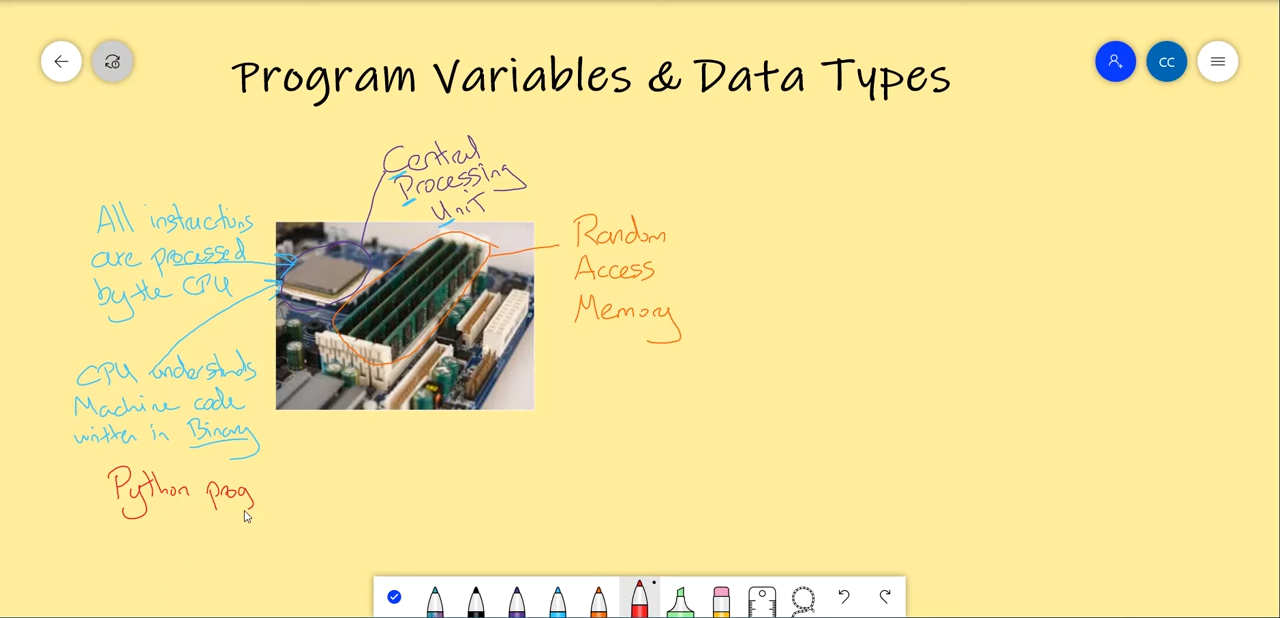 Program Variables & Data Types
CC
Central
Processing
UniT
All instructions
are processed
by the CPU
Random
Access
Memory
CPU understands
Machine code
written in Binary
Python prog